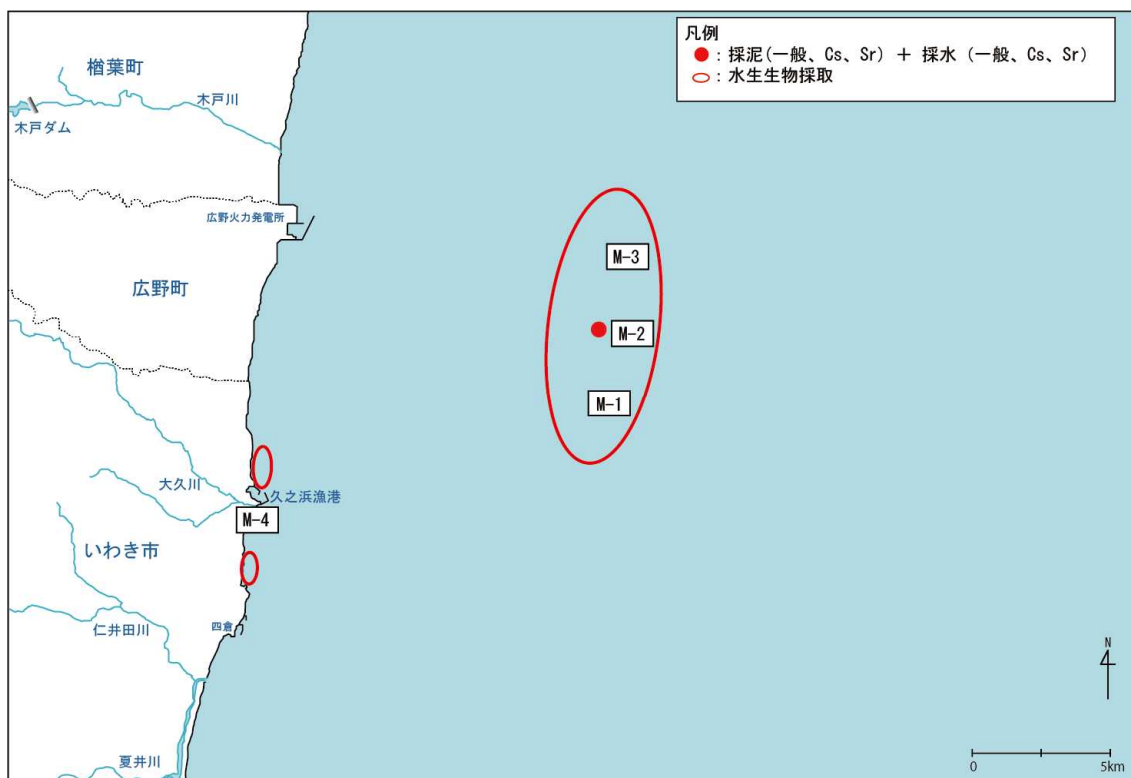 凡例
●：採泥(一般、Cs、Sr) ＋ 採水 (一般、Cs、Sr)
○：水生生物採取
楢葉町
木戸川
木戸ダム
広野火力発電所
広野町
M-3
M-2
M-1
大久川
久之浜漁港
M-4
いわき市
仁井田川
四倉
夏井川
N
0 5km